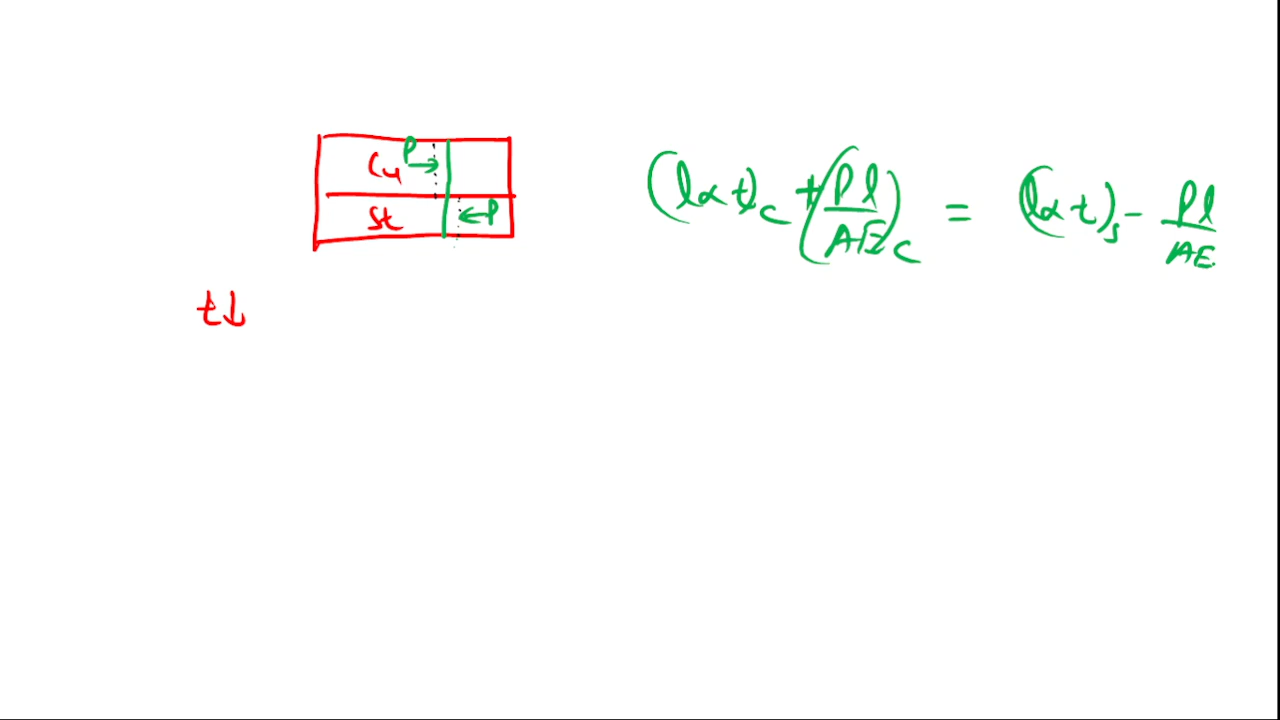 Cu P →
St ← P
(lαt)c + (Pl/AE)c = (lαt)s - Pl/AE
t↓